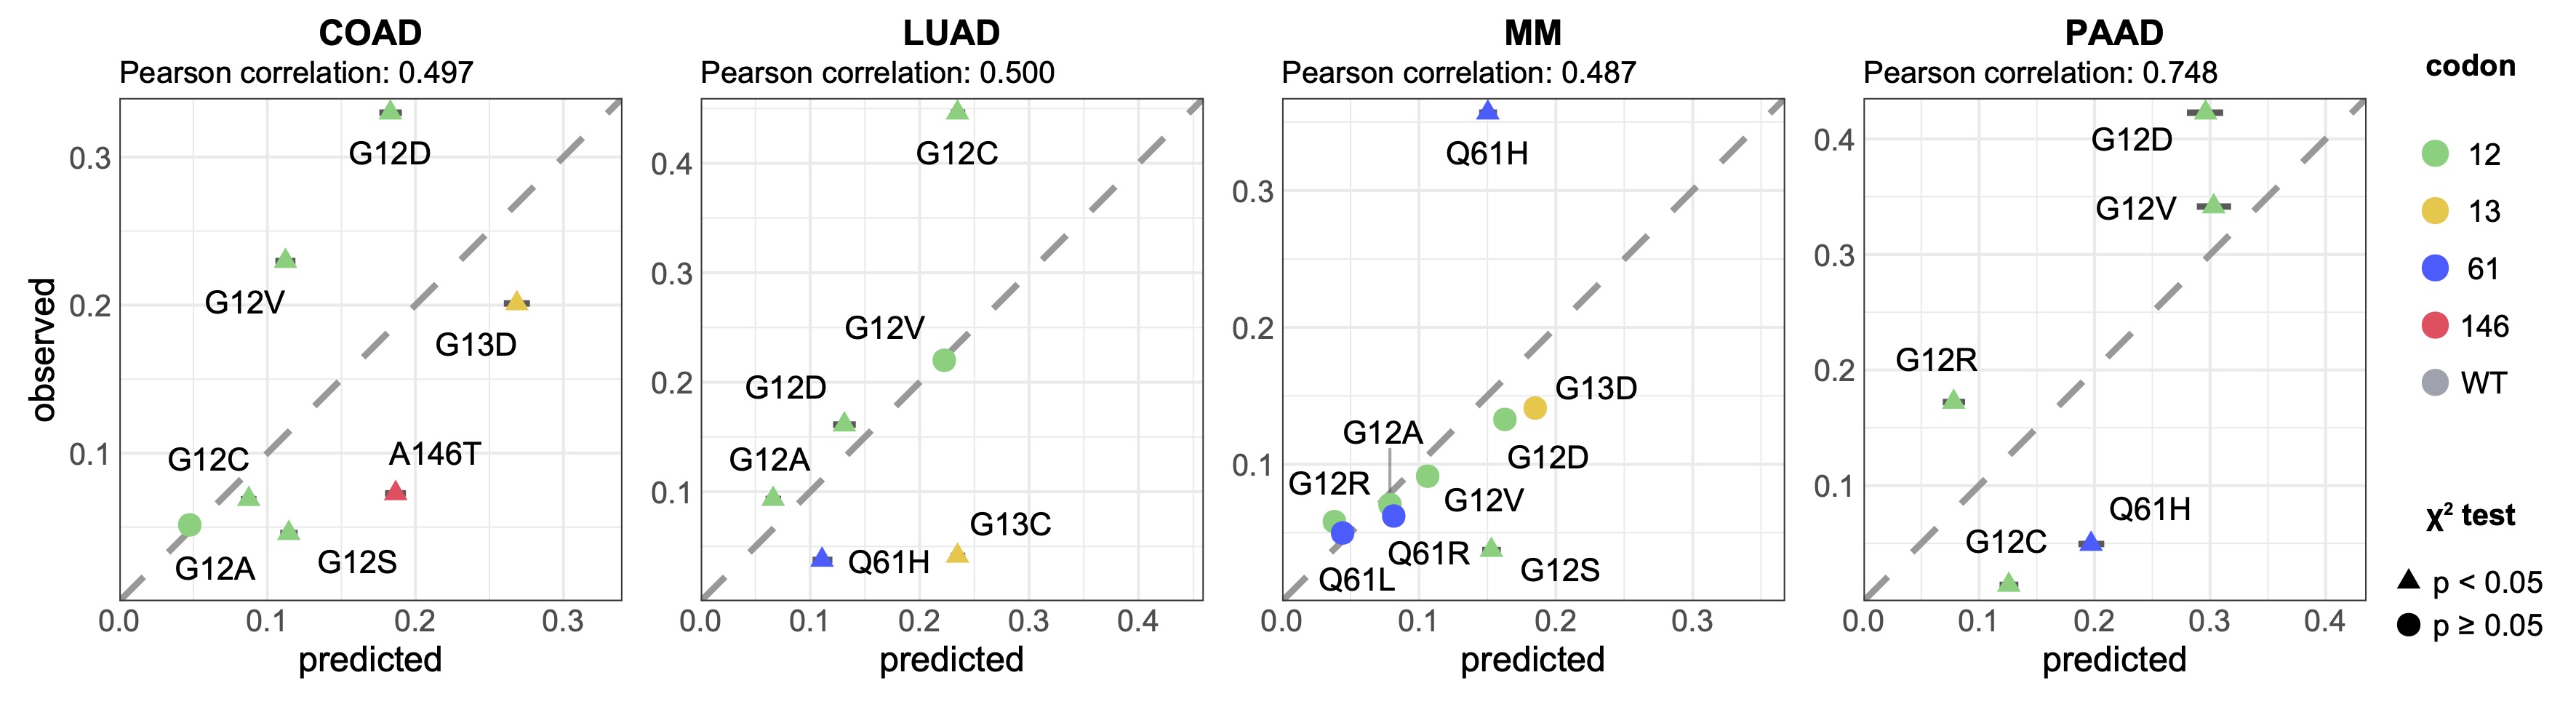 COAD
Pearson correlation: 0.497
observed
0.3
0.2
0.1
G12D
G12V
G13D
G12C
A146T
G12A
G12S
0.0 0.1 0.2 0.3
predicted
LUAD
Pearson correlation: 0.500
0.4
0.3
0.2
0.1
G12C
G12V
G12D
G12A
G13C
Q61H
0.0 0.1 0.2 0.3 0.4
predicted
MM
Pearson correlation: 0.487
0.3
0.2
0.1
Q61H
G13D
G12A
G12D
G12R
G12V
Q61R
G12S
Q61L
0.0 0.1 0.2 0.3
predicted
PAAD
Pearson correlation: 0.748
0.4
0.3
0.2
0.1
G12D
G12V
G12R
Q61H
G12C
0.0 0.1 0.2 0.3 0.4
predicted
codon
12
13
61
146
WT
χ² test
p < 0.05
p ≥ 0.05